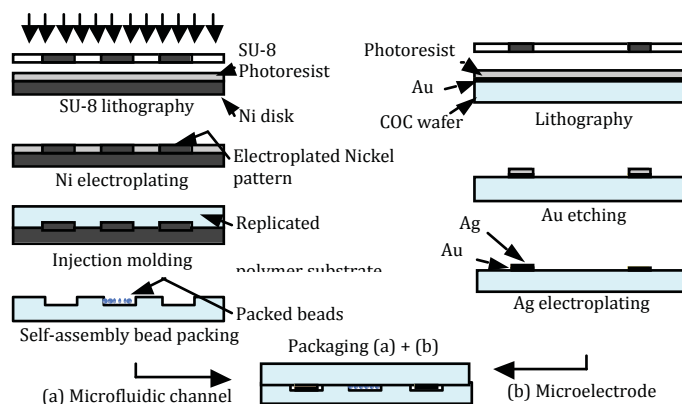 SU-8
Photoresist
SU-8 lithography
Ni disk
Electroplated Nickel
pattern
Ni electroplating
Replicated
Injection molding
polymer substrate
Packed beads
Self-assembly bead packing
(a) Microfluidic channel
Photoresist
Au
COC wafer
Lithography
Au etching
Ag
Au
Ag electroplating
Packaging (a) + (b)
(b) Microelectrode